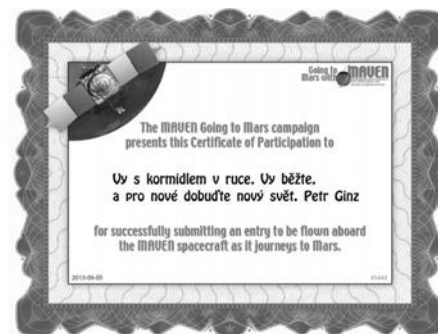 Going to
Mars with MAVEN
The MAVEN Going to Mars campaign
presents this Certificate of Participation to
Vy s kormidlem v ruce. Vy běžte,
a pro nové dobuďte nový svět. Petr Ginz
for successfully submitting an entry to be flown aboard
the MAVEN spacecraft as it journeys to Mars.
2013-09-05